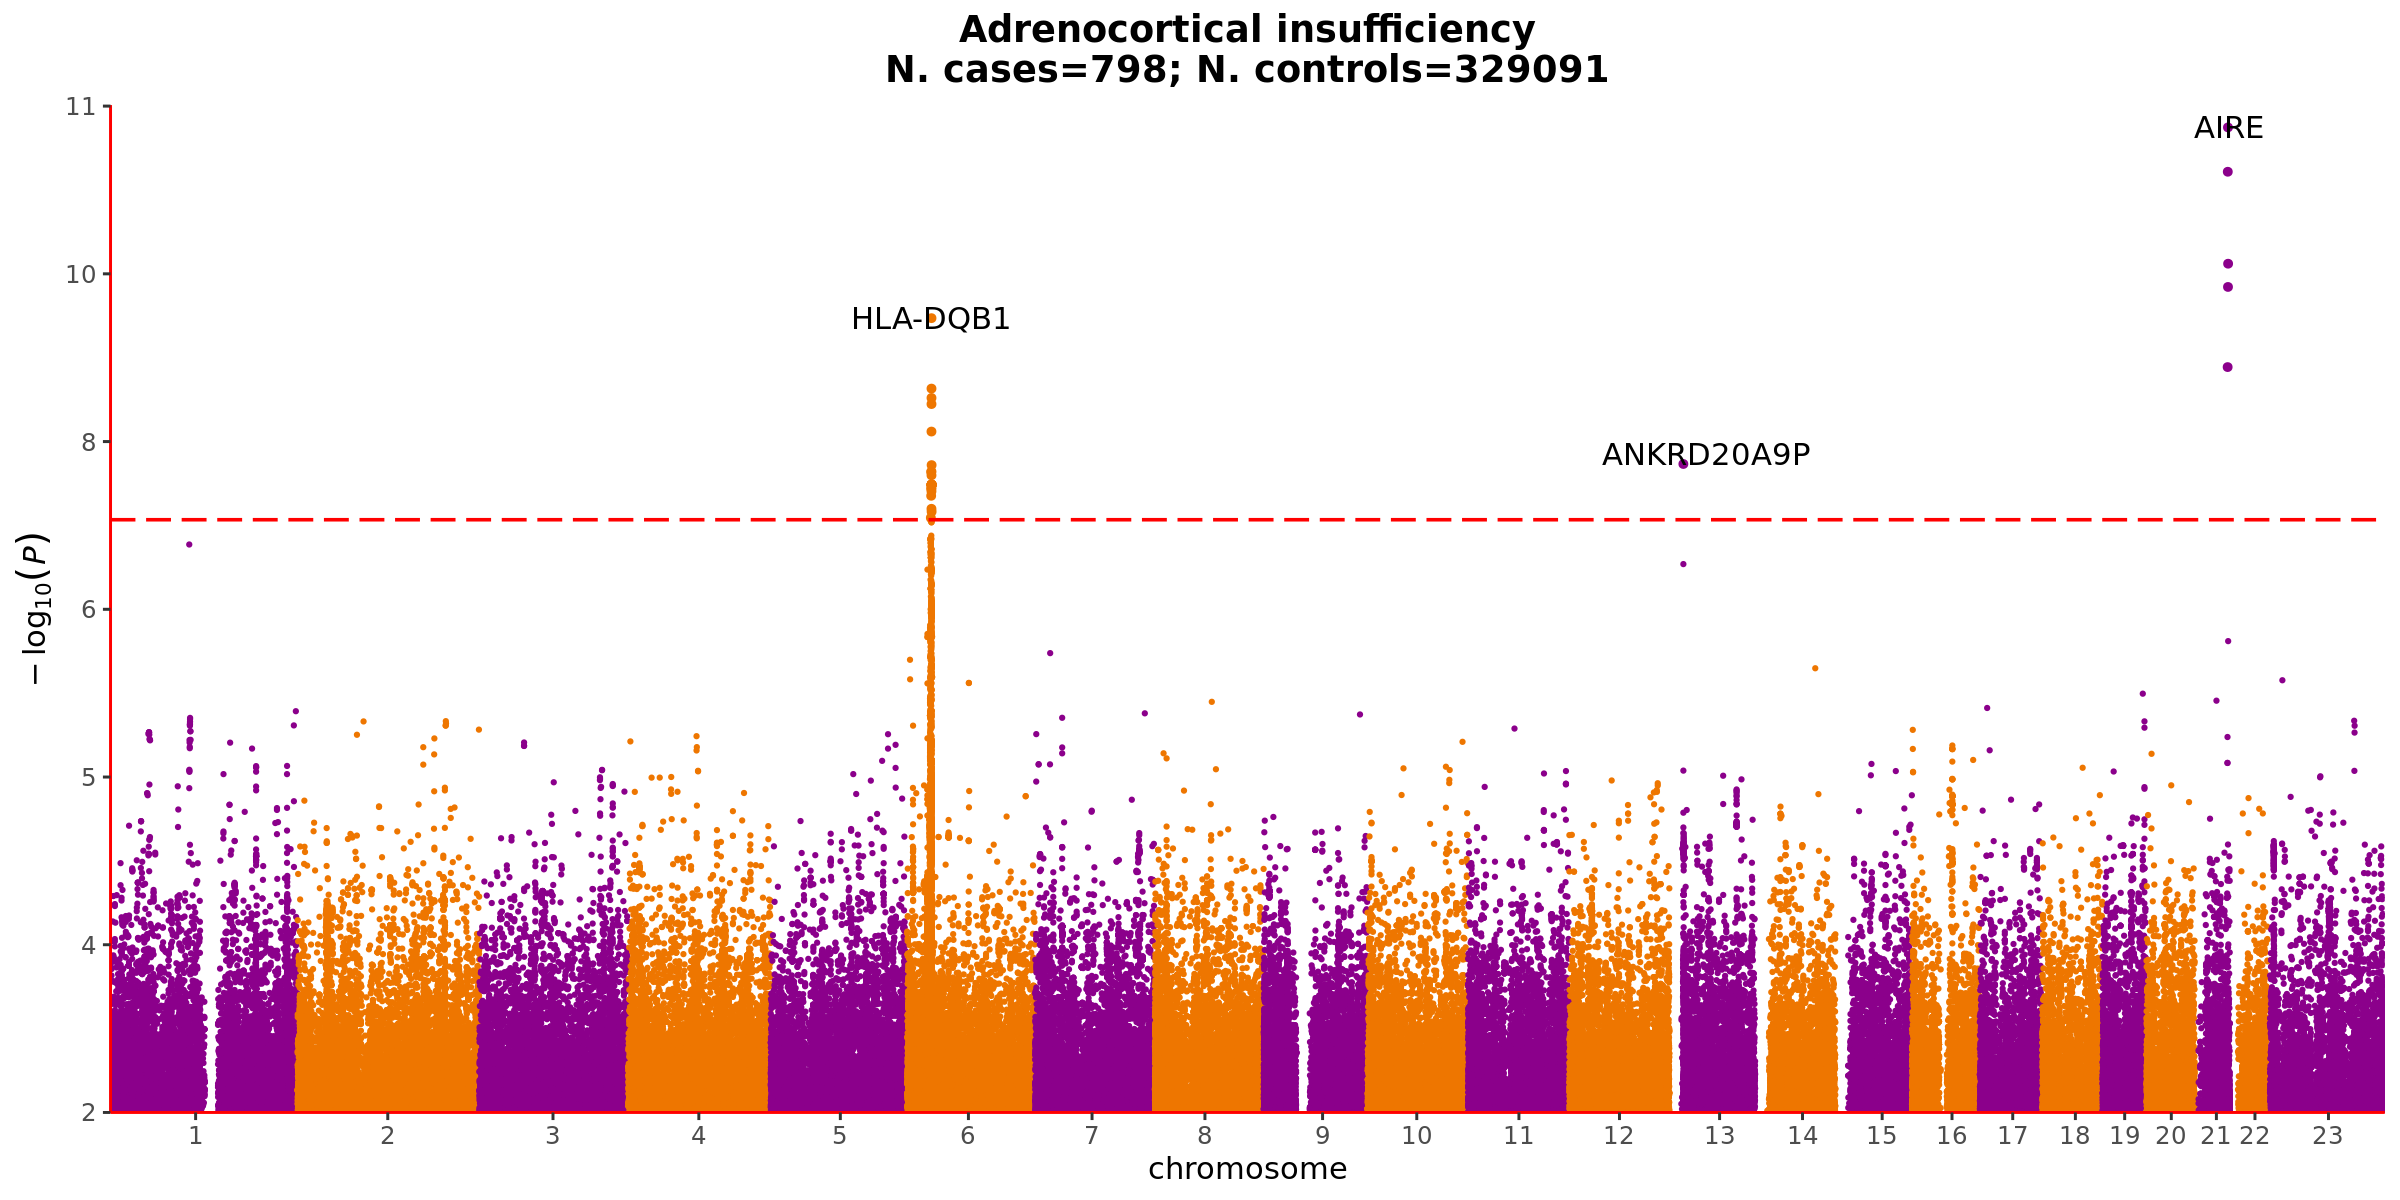 Adrenocortical insufficiency
N. cases=798; N. controls=329091
11
AIRE
10
HLA-DQB1
8
ANKRD20A9P
−log10(P)
6
5
4
2
1 2 3 4 5 6 7 8 9 10 11 12 13 14 15 16 17 18 19 20 21 22 23
chromosome